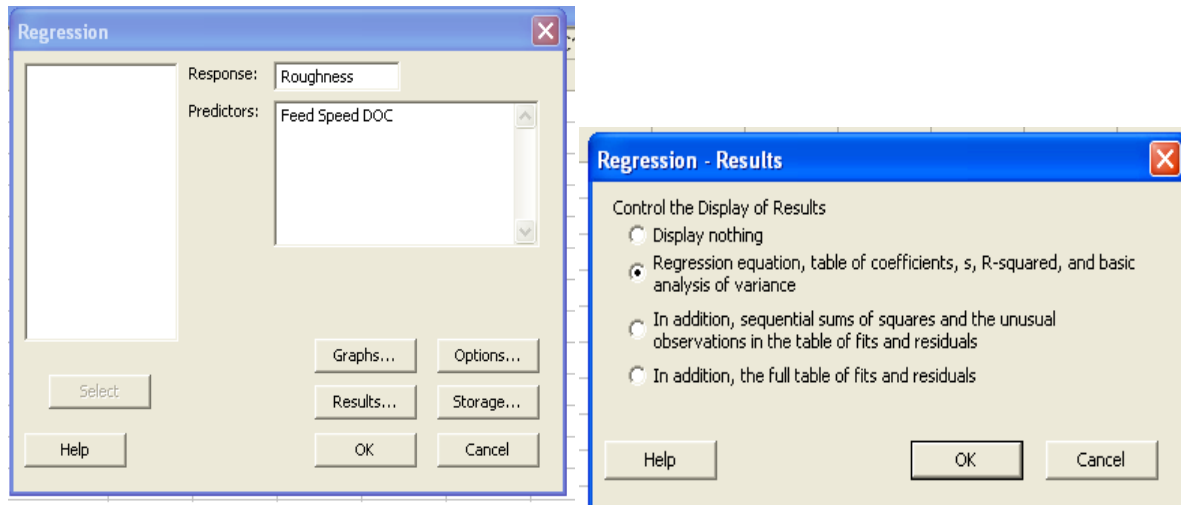 Regression
Response: Roughness
Predictors: Feed Speed DOC
Graphs... Options...
Select
Results... Storage...
Help OK Cancel
Regression - Results
Control the Display of Results
Display nothing
Regression equation, table of coefficients, s, R-squared, and basic
analysis of variance
In addition, sequential sums of squares and the unusual
observations in the table of fits and residuals
In addition, the full table of fits and residuals
Help OK Cancel